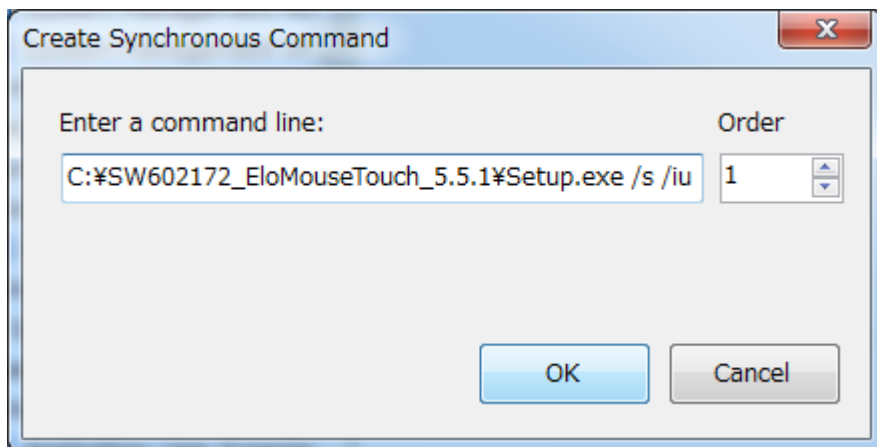 Create Synchronous Command
Enter a command line:
Order
C:¥SW602172_EloMouseTouch_5.5.1¥Setup.exe /s /iu
1
OK
Cancel